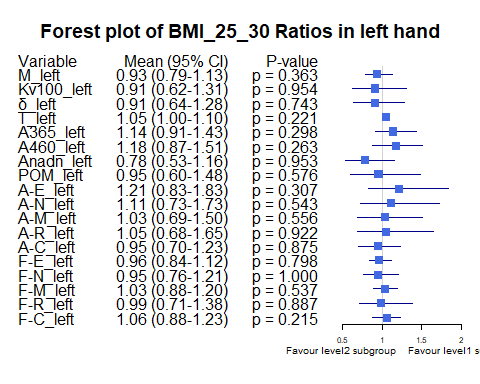 Forest plot of BMI_25_30 Ratios in left hand
Variable Mean (95% CI) P-value
M_left 0.93 (0.79-1.13) p = 0.363
Kv100_left 0.91 (0.62-1.31) p = 0.954
δ_left 0.91 (0.64-1.28) p = 0.743
T_left 1.05 (1.00-1.10) p = 0.221
A365_left 1.14 (0.91-1.43) p = 0.298
A460_left 1.18 (0.87-1.51) p = 0.263
Anadn_left 0.78 (0.53-1.16) p = 0.953
POM_left 0.95 (0.60-1.48) p = 0.576
A-E_left 1.21 (0.83-1.83) p = 0.307
A-N_left 1.11 (0.73-1.73) p = 0.543
A-M_left 1.03 (0.69-1.50) p = 0.556
A-R_left 1.05 (0.68-1.65) p = 0.922
A-C_left 0.95 (0.70-1.23) p = 0.875
F-E_left 0.96 (0.84-1.12) p = 0.798
F-N_left 0.95 (0.76-1.21) p = 1.000
F-M_left 1.03 (0.88-1.20) p = 0.537
F-R_left 0.99 (0.71-1.38) p = 0.887
F-C_left 1.06 (0.88-1.23) p = 0.215
0.5 1 1.5 2
Favour level2 subgroup Favour level1 s